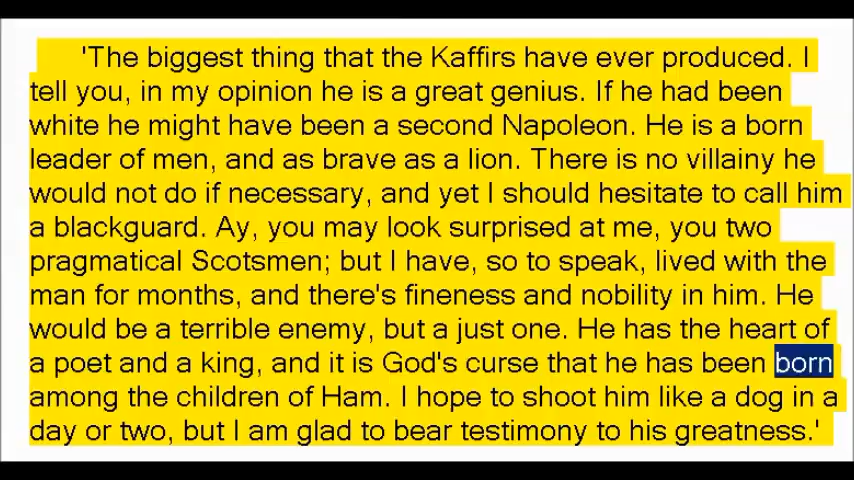 'The biggest thing that the Kaffirs have ever produced. I
tell you, in my opinion he is a great genius. If he had been
white he might have been a second Napoleon. He is a born
leader of men, and as brave as a lion. There is no villainy he
would not do if necessary, and yet I should hesitate to call him
a blackguard. Ay, you may look surprised at me, you two
pragmatical Scotsmen; but I have, so to speak, lived with the
man for months, and there's fineness and nobility in him. He
would be a terrible enemy, but a just one. He has the heart of
a poet and a king, and it is God's curse that he has been born
among the children of Ham. I hope to shoot him like a dog in a
day or two, but I am glad to bear testimony to his greatness.'